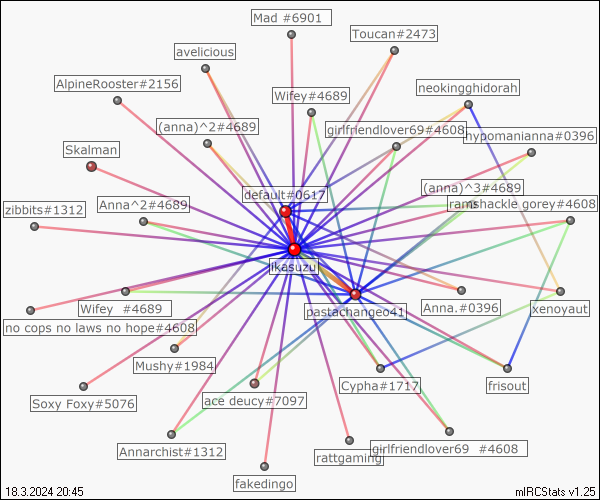 Mad #6901
Toucan#2473
avelicious
AlpineRooster#2156
Wifey#4689
neokingghidorah
(anna)^2#4689
girlfriendlover69#4608
hypomanianna#0396
Skalman
default#0617
(anna)^3#4689
zibbits#1312
Anna^2#4689
ramshackle gorey#4608
ikasuzu
Wifey _#4689
pastachangeo41
Anna.#0396
xenoyaut
no cops no laws no hope#4608
Mushy#1984
Cypha#1717
frisout
Soxy Foxy#5076
ace deucy#7097
Annarchist#1312
rattgaming
girlfriendlover69_ #4608
fakedingo
18.3.2024 20:45
mIRCStats v1.25